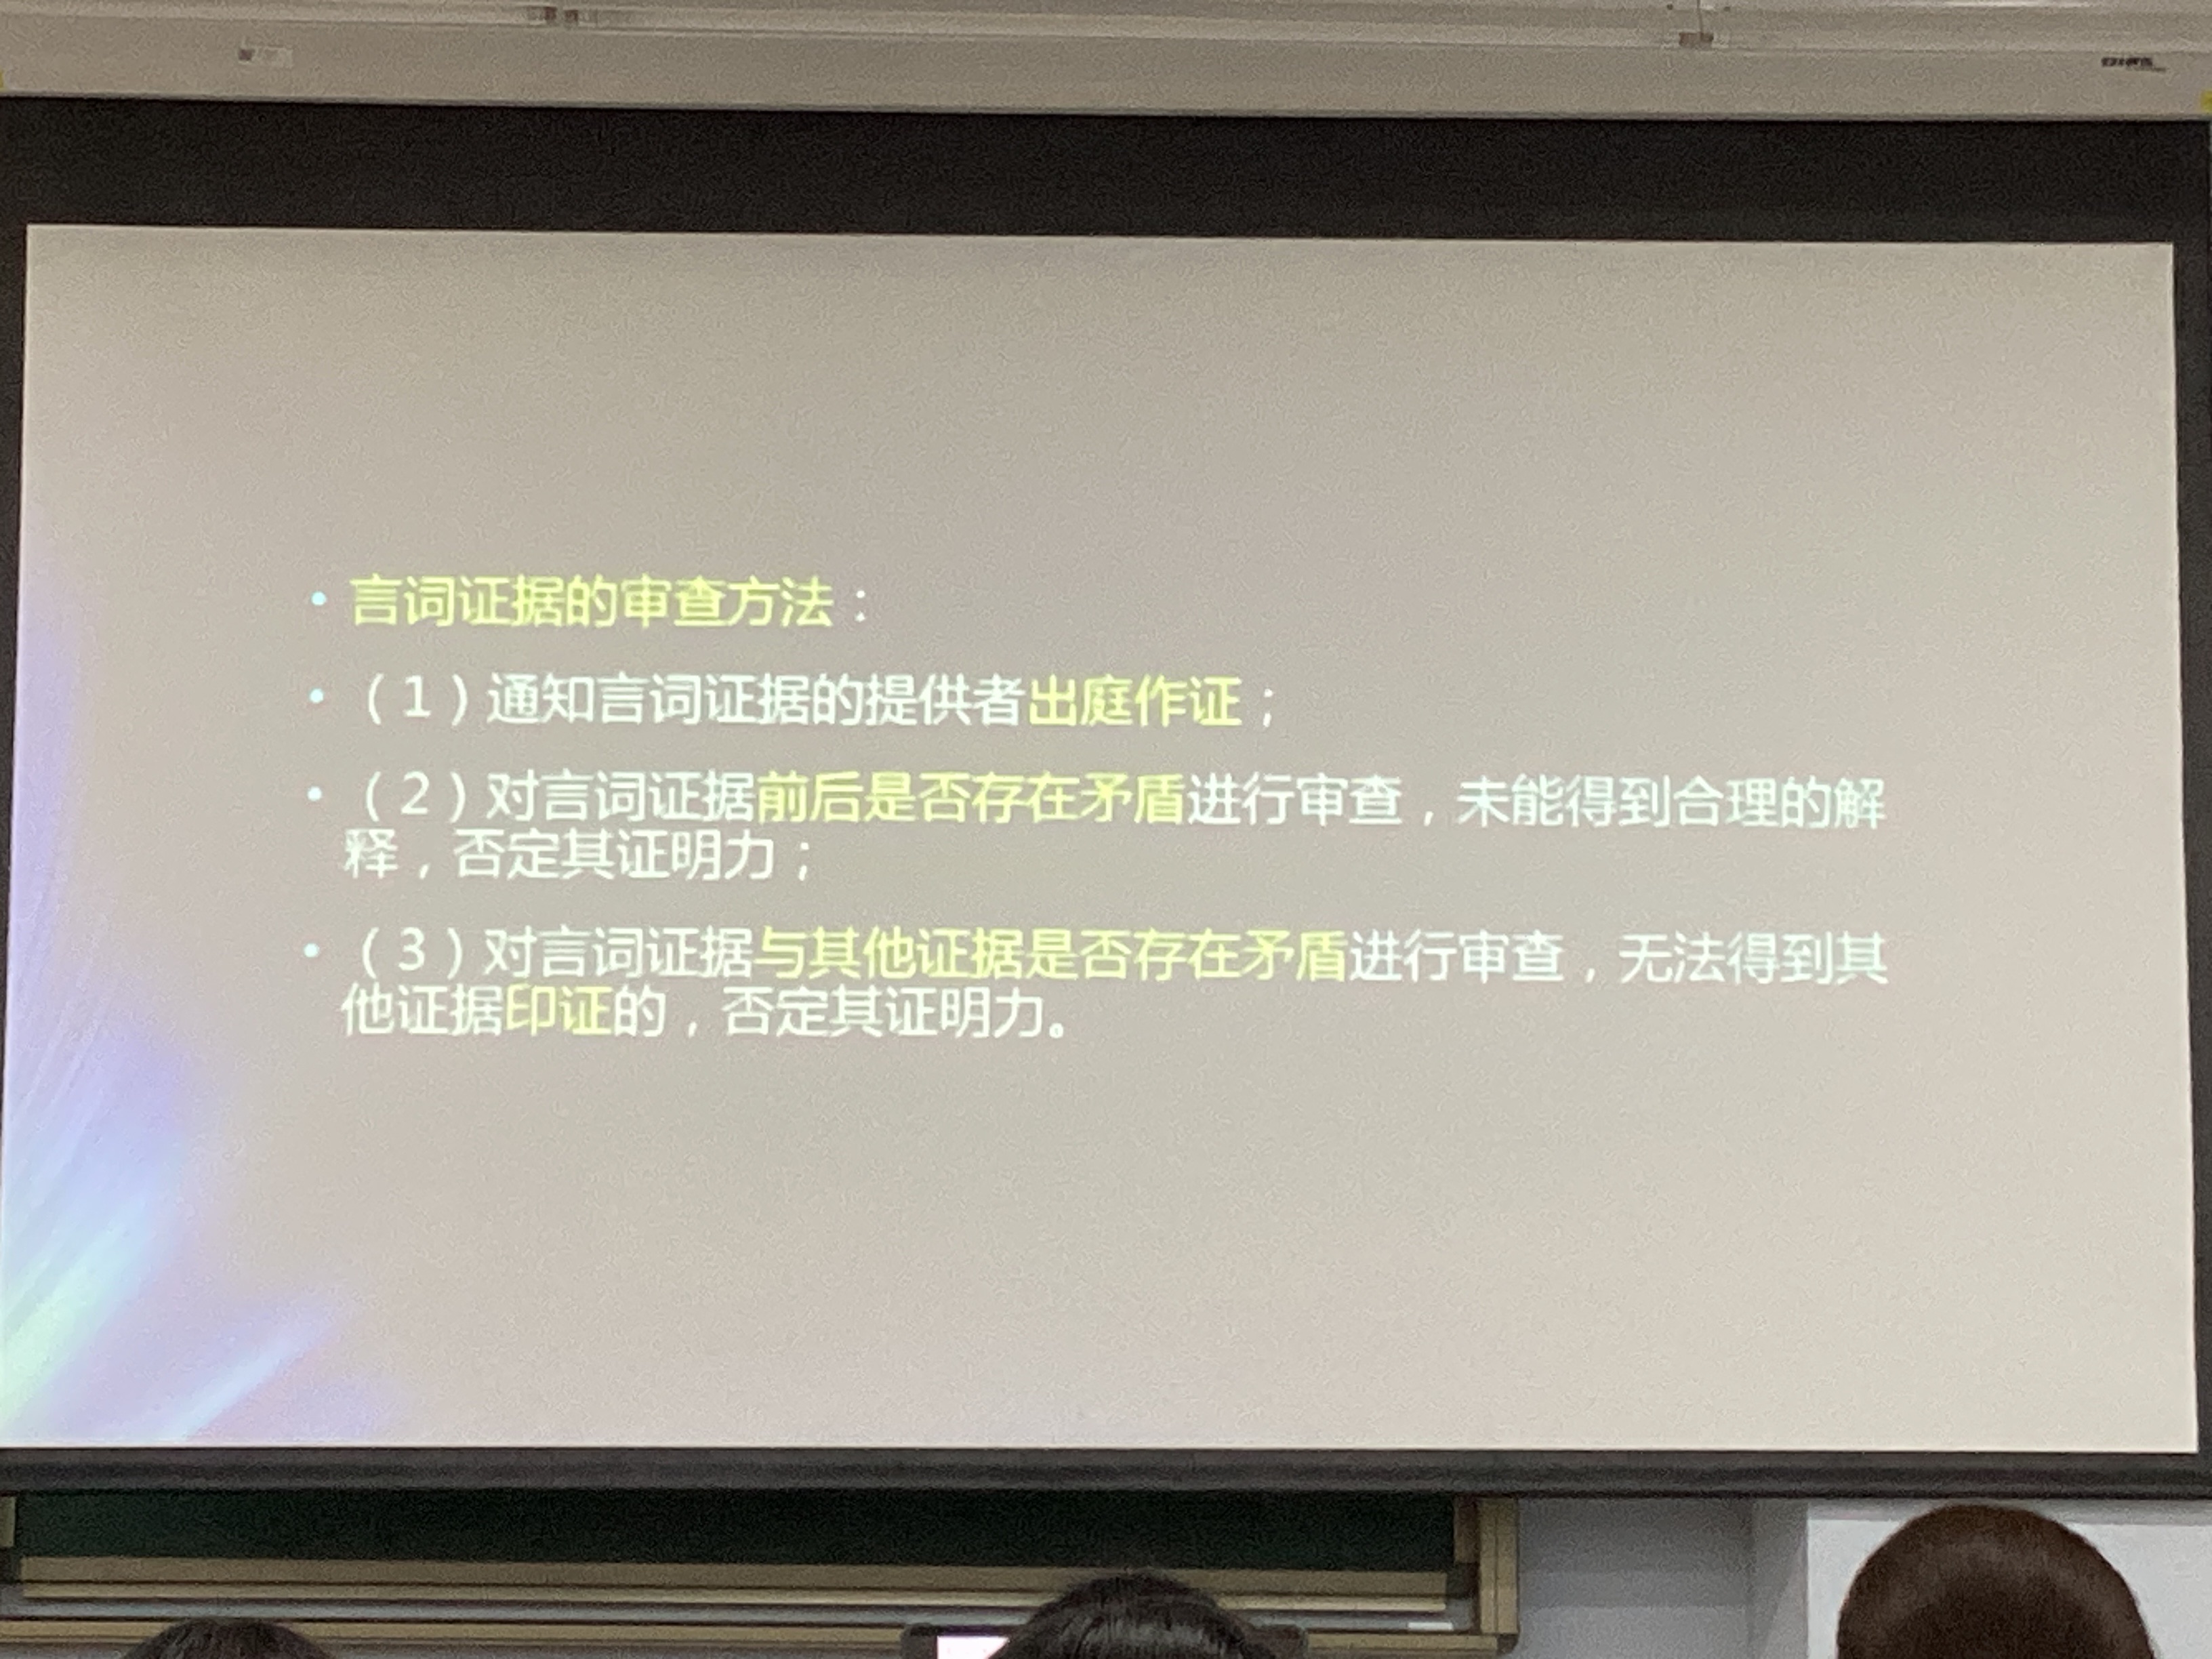 言词证据的审查方法：
（1）通知言词证据的提供者出庭作证；
（2）对言词证据前后是否存在矛盾进行审查，未能得到合理的解
释，否定其证明力；
（3）对言词证据与其他证据是否存在矛盾进行审查，无法得到其
他证据印证的，否定其证明力。